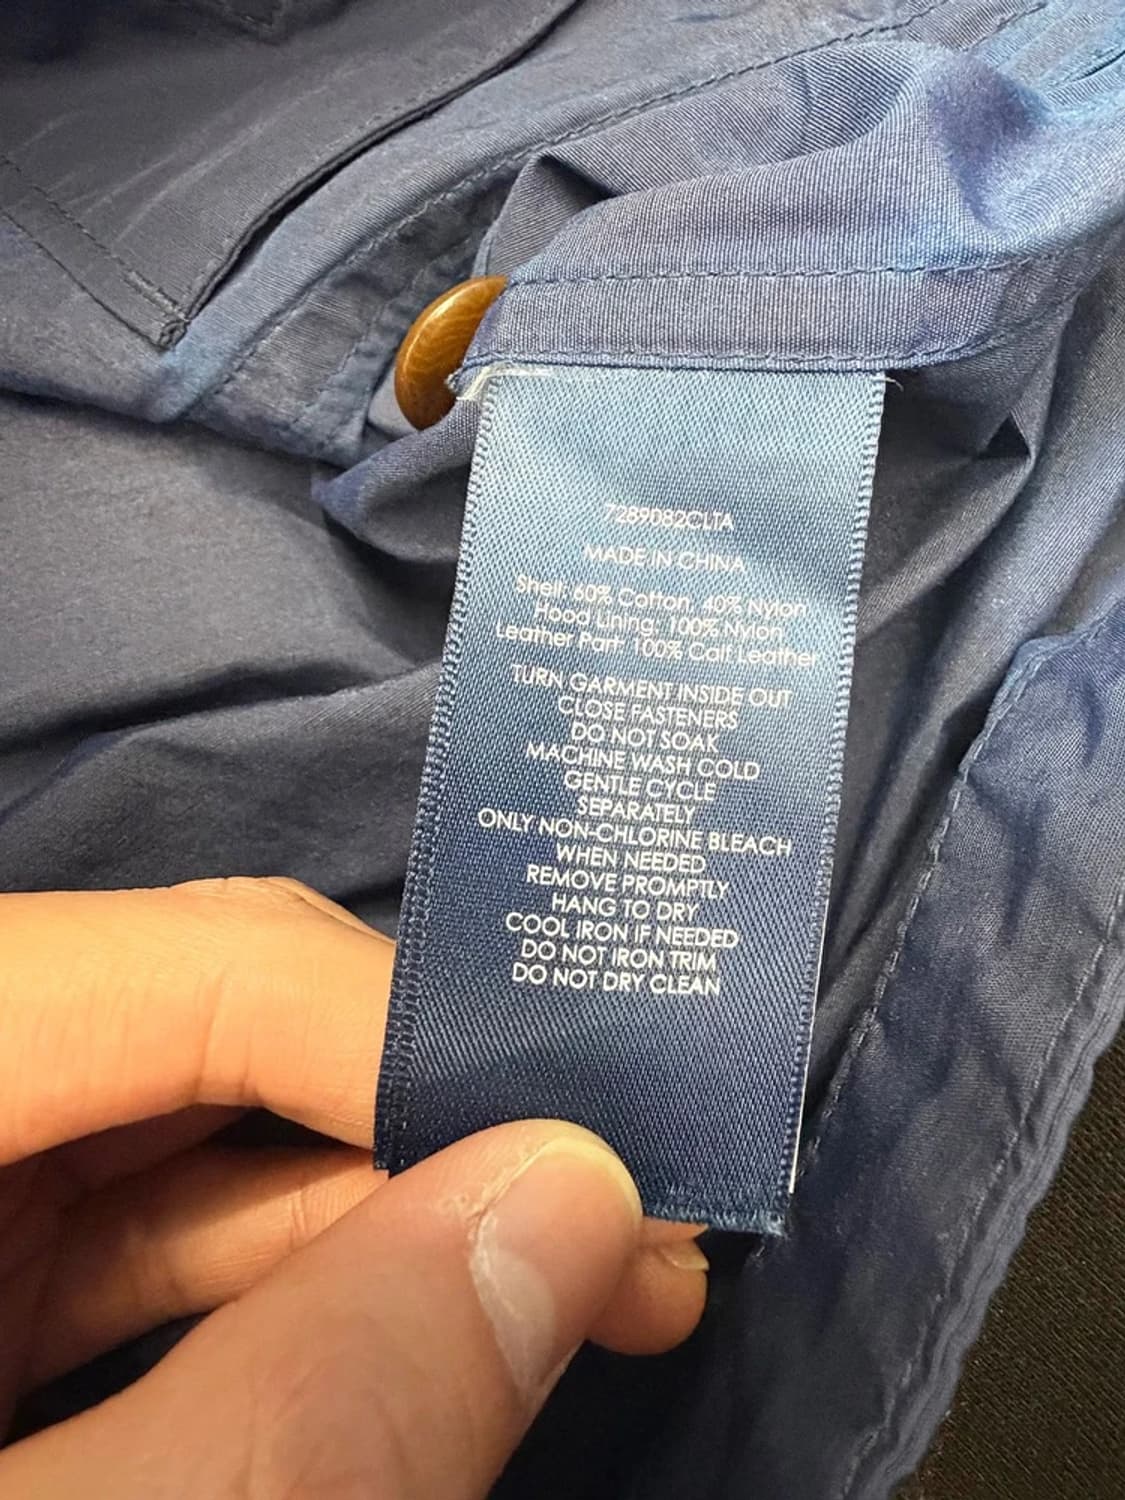 7289082CLTA
MADE IN CHINA
Shell: 60% Cotton, 40% Nylon
Hood Lining: 100% Nylon
Leather Part: 100% Calf Leather
TURN GARMENT INSIDE OUT
CLOSE FASTENERS
DO NOT SOAK
MACHINE WASH COLD
GENTLE CYCLE
SEPARATELY
ONLY NON-CHLORINE BLEACH
WHEN NEEDED
REMOVE PROMPTLY
HANG TO DRY
COOL IRON IF NEEDED
DO NOT IRON TRIM
DO NOT DRY CLEAN